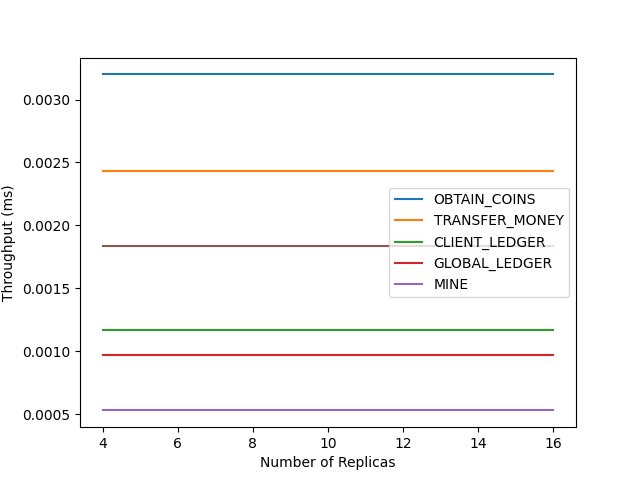 0.0030
0.0025
0.0020
0.0015
0.0010
0.0005
Throughput (ms)
OBTAIN_COINS
TRANSFER_MONEY
CLIENT_LEDGER
GLOBAL_LEDGER
MINE
4 6 8 10 12 14 16
Number of Replicas